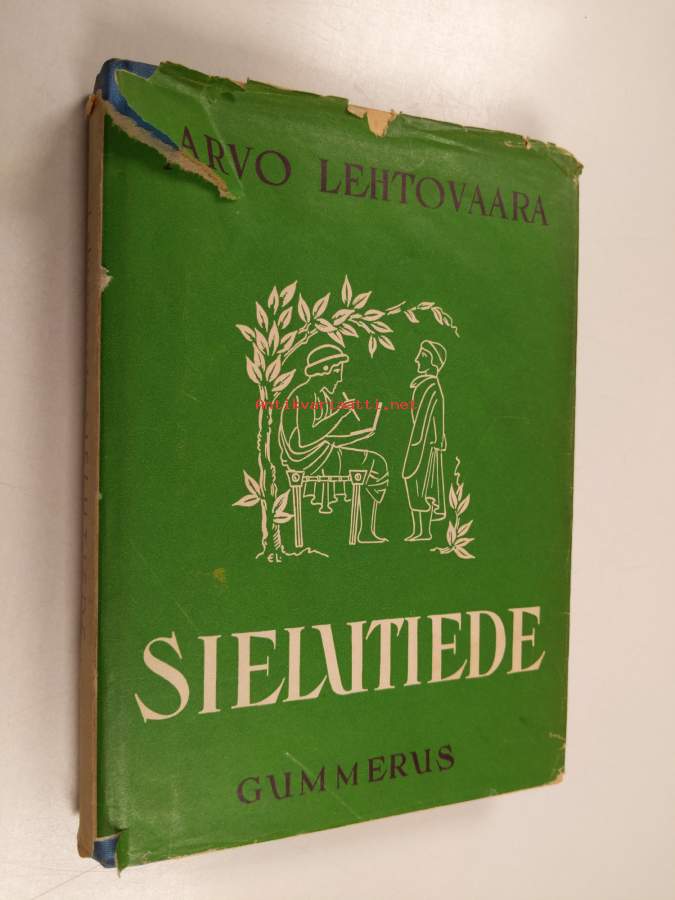 ARVO LEHTOVAARA
Antikvariaatti.net
EL
SIELUTIEDE
GUMMERUS